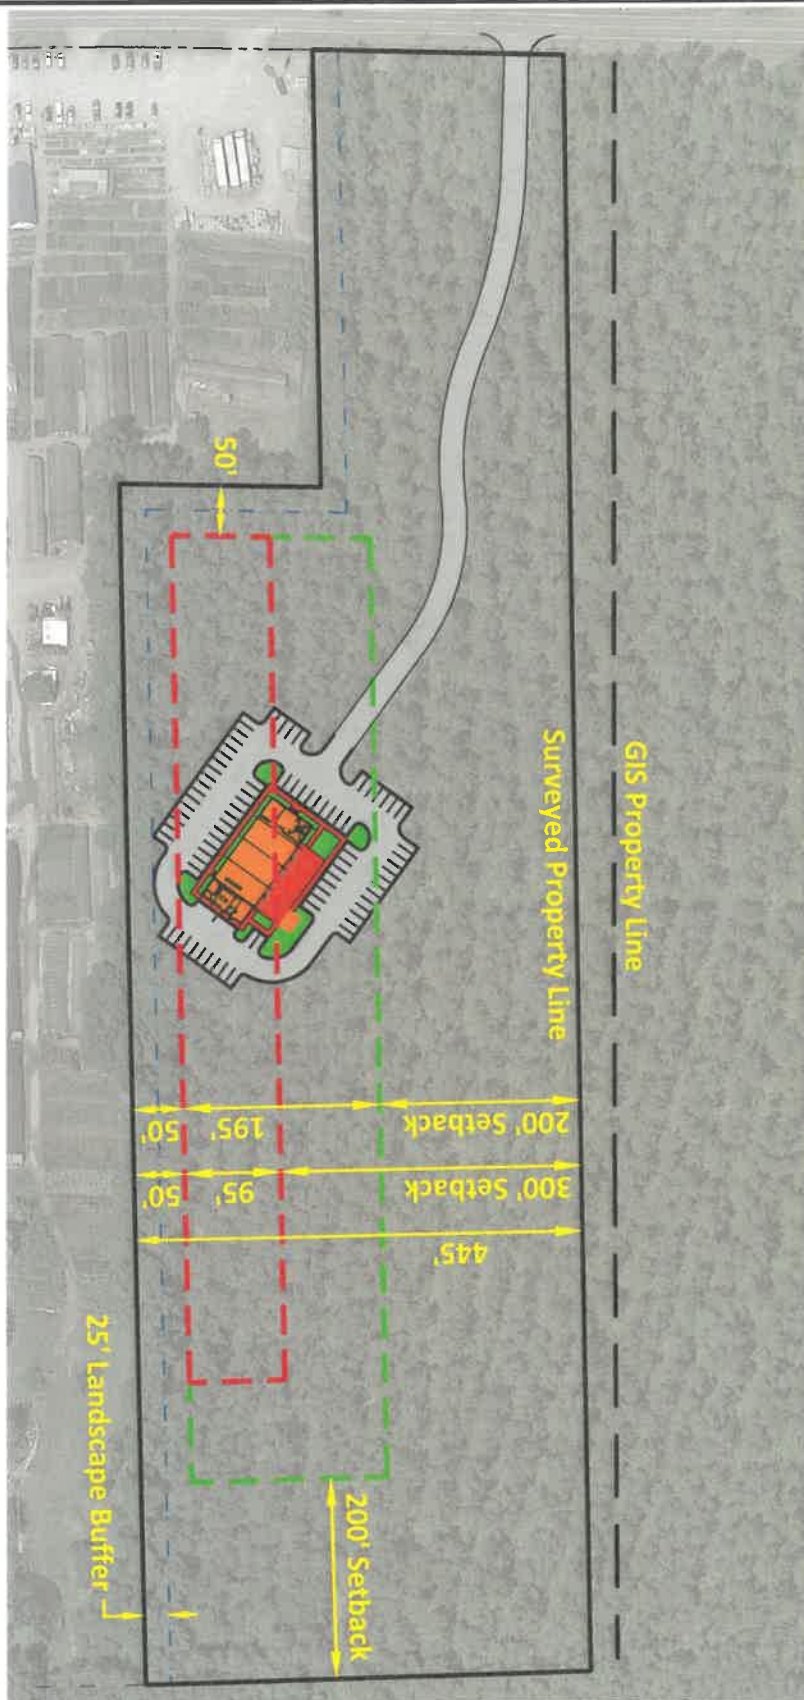 50'
GIS Property Line
Surveyed Property Line
200' Setback
195'
50'
300' Setback
95'
50'
445'
200' Setback
25' Landscape Buffer